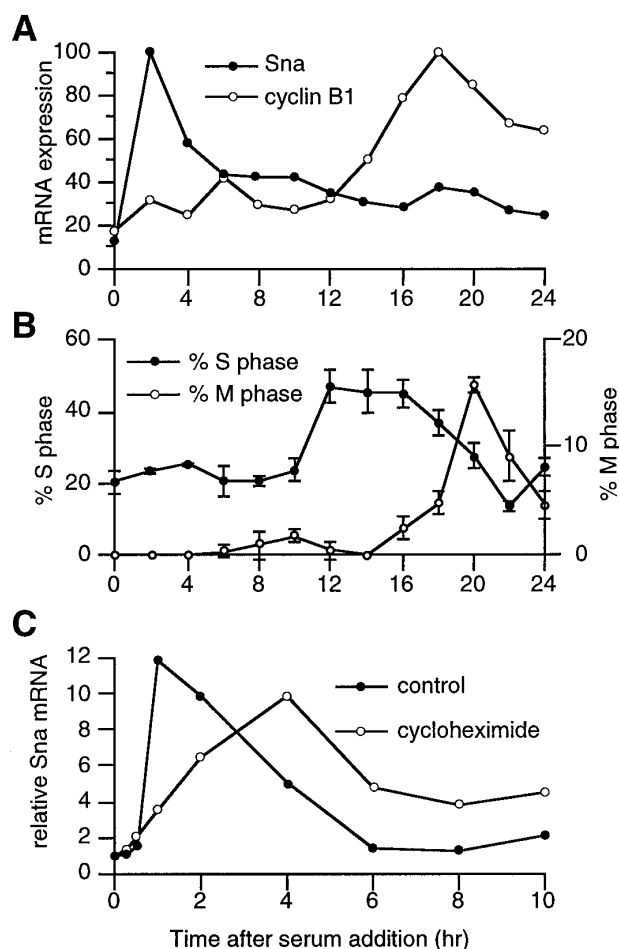 A
mRNA expression
100
80
60
40
20
0
Sna
cyclin B1
0 4 8 12 16 20 24
B
% S phase
60
40
20
0
% S phase
% M phase
20
10
0
% M phase
0 4 8 12 16 20 24
C
relative Sna mRNA
12
10
8
6
4
2
0
control
cycloheximide
0 2 4 6 8 10
Time after serum addition (hr)